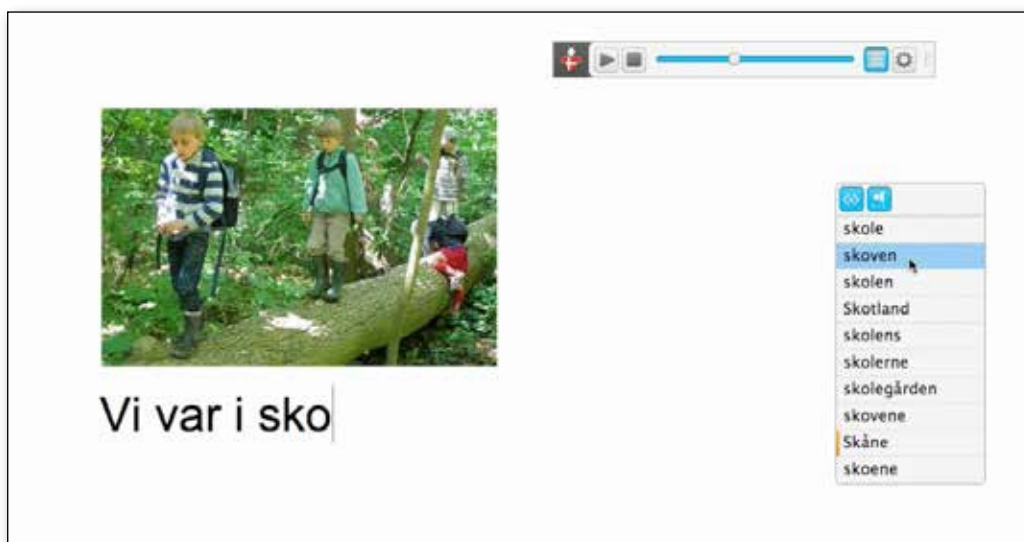 Vi var i sko
skole
skoven
skolen
Skotland
skolens
skolerne
skolegården
skovene
Skåne
skoene